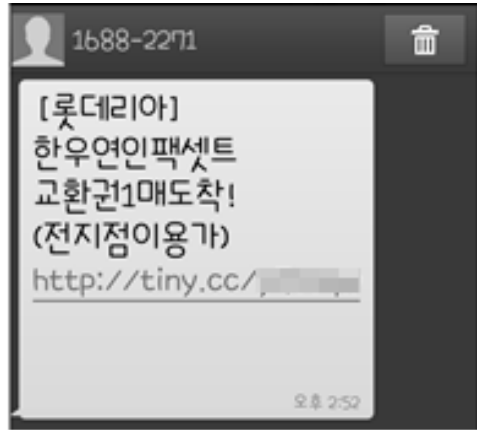 1688-2271
[롯데리아]
한우연인팩셋트
교환권1매도착!
(전지점이용가)
http://tiny.cc/
오후 2:52